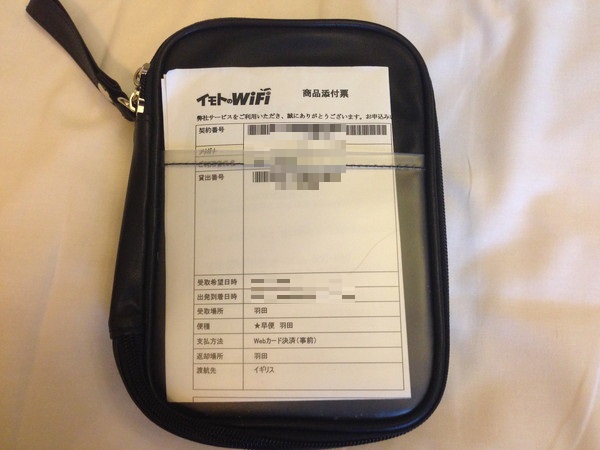 イモトのWiFi 商品添付票
弊社サービスをご利用いただき、誠にありがとうございます。お申込み
契約番号
貸出番号
受取希望日時
出発到着日時
受取場所 羽田
便種 ★早便 羽田
支払方法 Webカード決済(事前)
返却場所 羽田
渡航先 イギリス